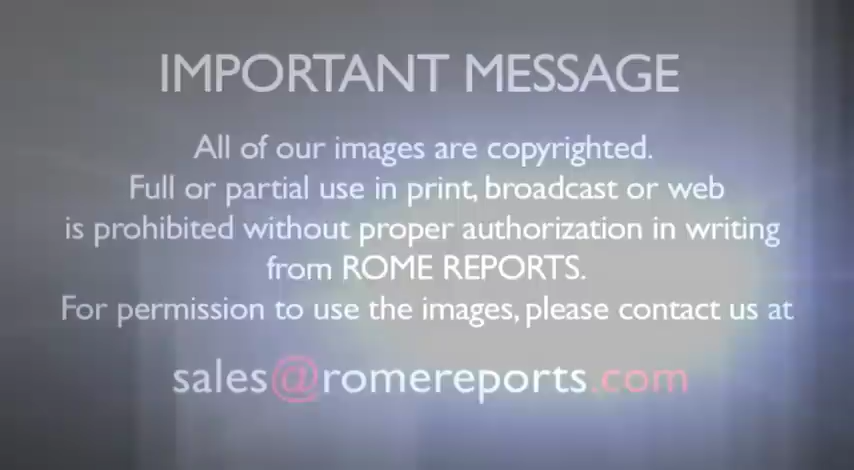 IMPORTANT MESSAGE
All of our images are copyrighted.
Full or partial use in print, broadcast or web
is prohibited without proper authorization in writing
from ROME REPORTS.
For permission to use the images, please contact us at
sales@romereports.com